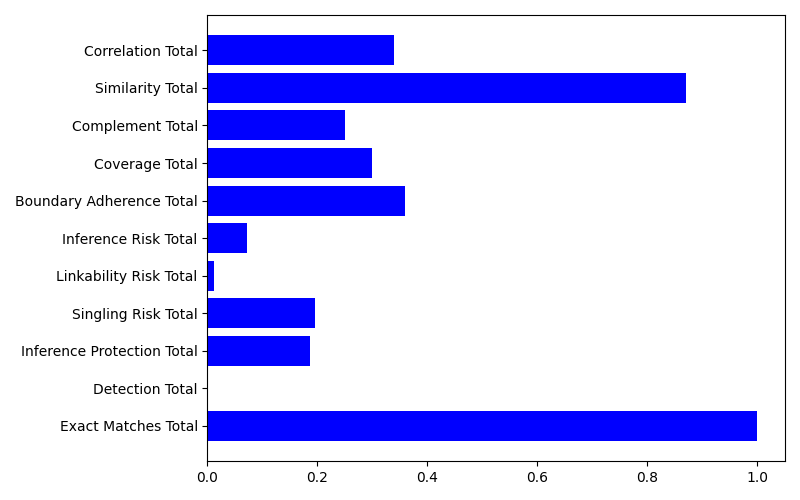 Correlation Total
Similarity Total
Complement Total
Coverage Total
Boundary Adherence Total
Inference Risk Total
Linkability Risk Total
Singling Risk Total
Inference Protection Total
Detection Total
Exact Matches Total
0.0 0.2 0.4 0.6 0.8 1.0